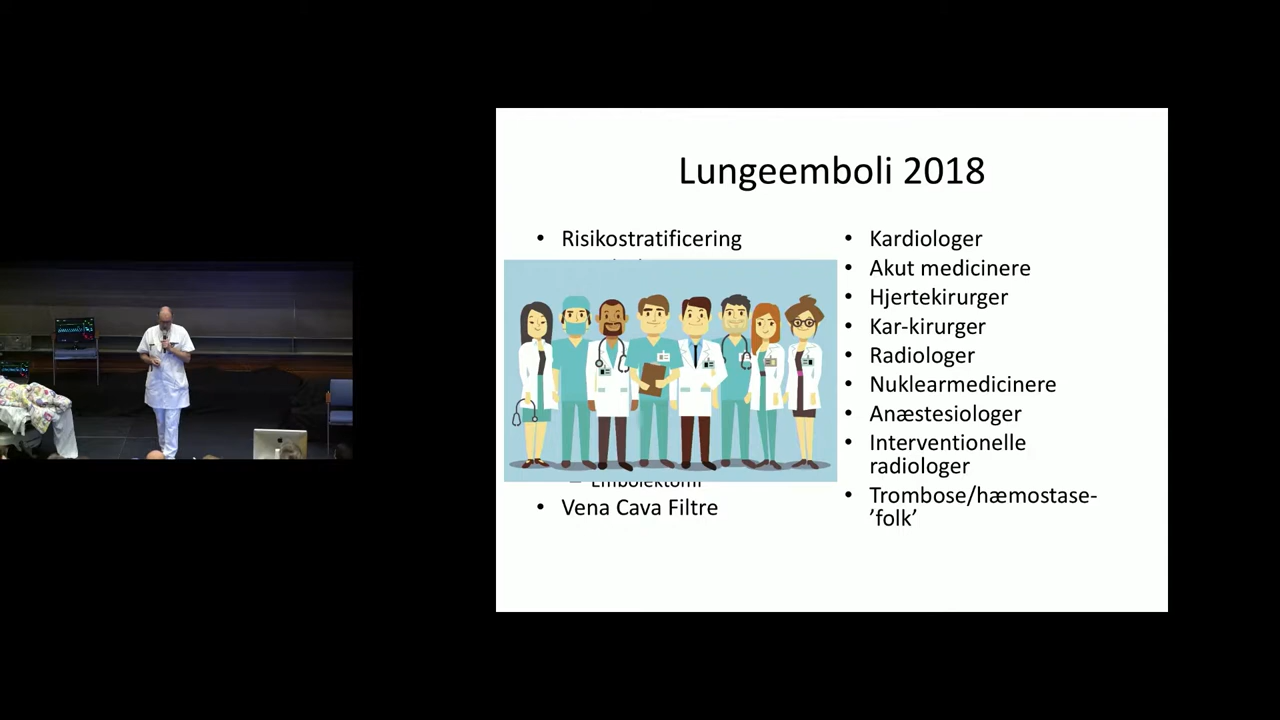 Lungeemboli 2018
• Risikostratificering
– Embolektomi
• Vena Cava Filtre
• Kardiologer
• Akut medicinere
• Hjertekirurger
• Kar-kirurger
• Radiologer
• Nuklearmedicinere
• Anæstesiologer
• Interventionelle
radiologer
• Trombose/hæmostase-
’folk’